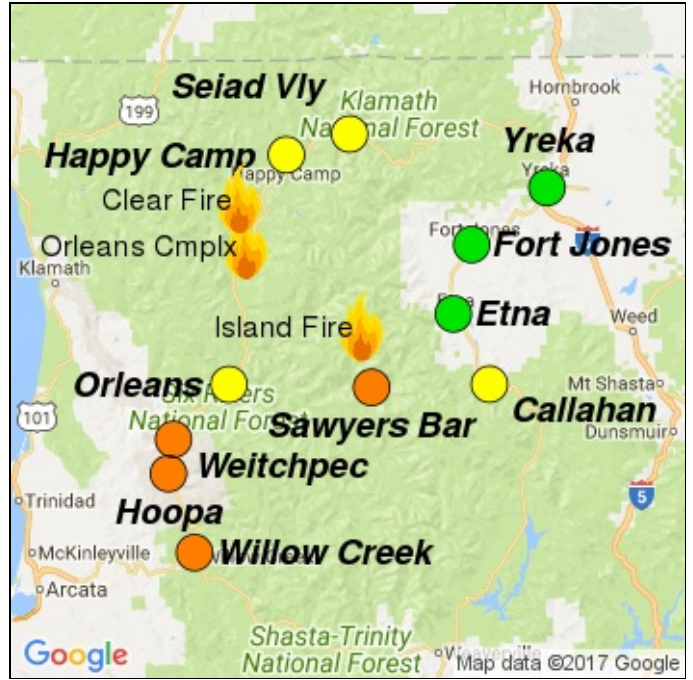 Seiad Vly
Klamath
National Forest
Hornbrook
199
Yreka
Happy Camp
Happy Camp
Yreka
Clear Fire
Fort Jones
Fort Jones
5
Orleans Cmplx
Klamath
Etna
Etna
Island Fire
Weed
Orleans
Mt Shasta
Six Rivers
National Forest
101
Callahan
Sawyers Bar
Dunsmuir
Weitchpec
Trinidad
5
Hoopa
McKinleyville
Willow Creek
Arcata
Shasta-Trinity
National Forest
Weaverville
Google
Map data ©2017 Google